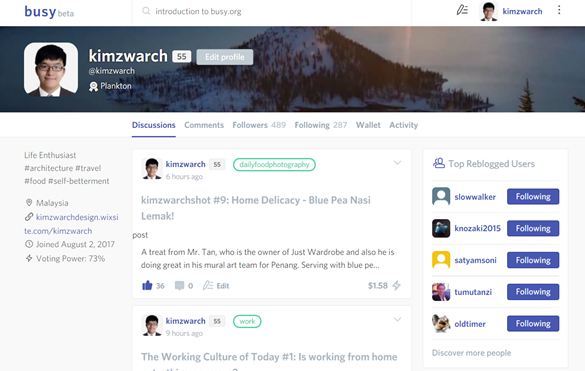 busy beta
introduction to busy.org
kimzwarch
kimzwarch 55 Edit profile
@kimzwarch
Plankton
Discussions Comments Followers 489 Following 287 Wallet Activity
Life Enthusiast
#architecture #travel
#food #self-betterment
Malaysia
kimzwarchdesign.wixsi
te.com/kimzwarch
Joined August 2, 2017
Voting Power: 73%
kimzwarch 55 dailyfoodphotography
6 hours ago
kimzwarchshot #9: Home Delicacy - Blue Pea Nasi
Lemak!
post
A treat from Mr. Tan, who is the owner of Just Wardrobe and also he is
doing great in his mural art team for Penang. Serving with blue pe...
36 0 Edit $1.58
kimzwarch 55 work
9 hours ago
The Working Culture of Today #1: Is working from home
Top Reblogged Users
slowwalker Following
knozaki2015 Following
satyamsoni Following
tumutanzi Following
oldtimer Following
Discover more people